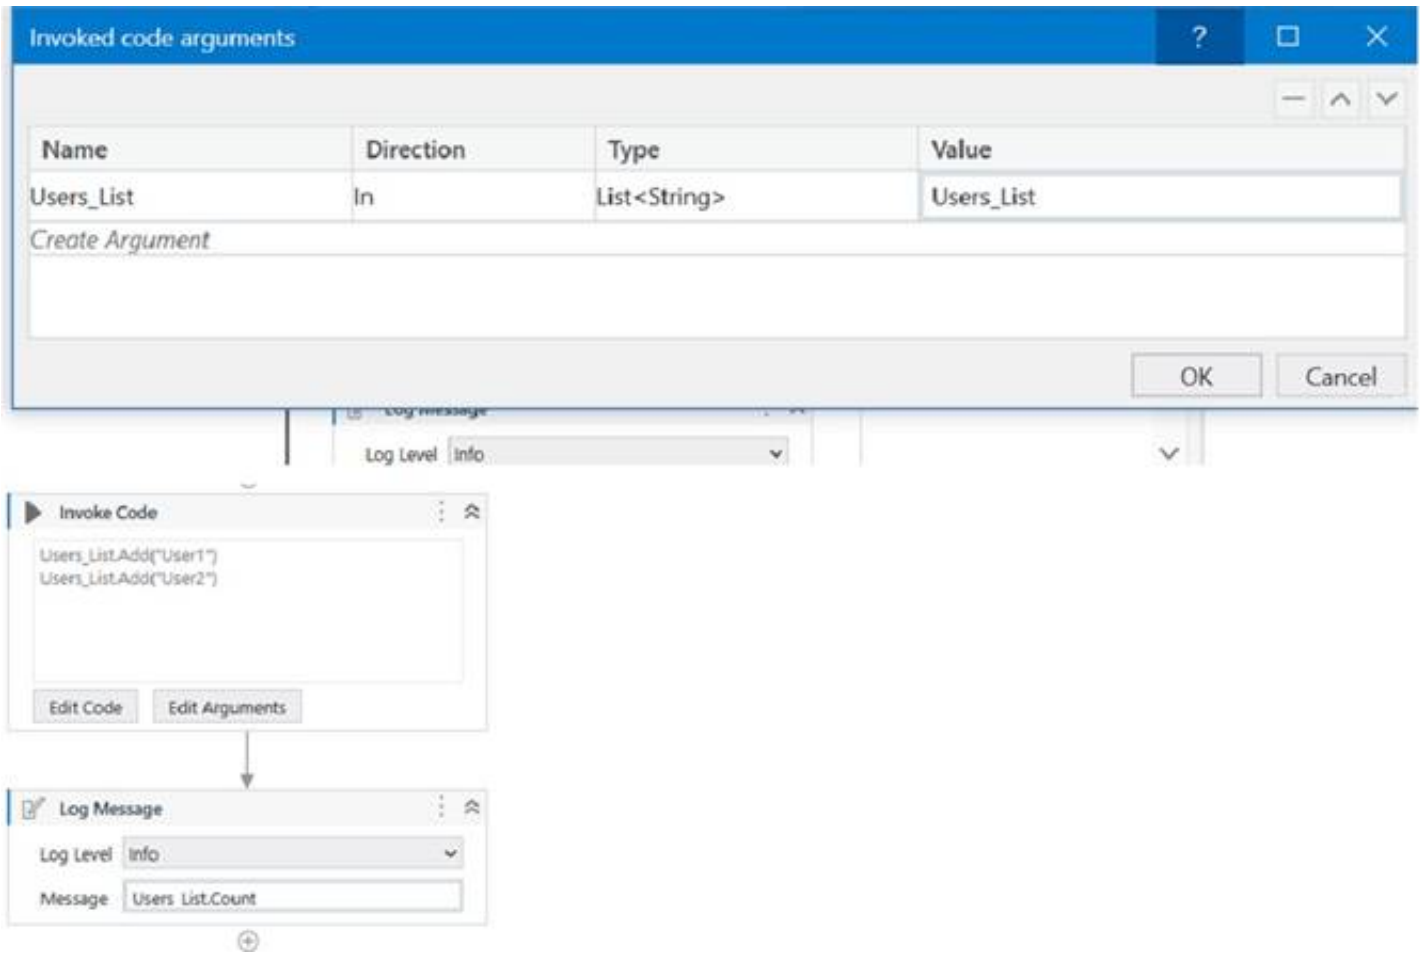 Invoked code arguments
?
Name Direction Type Value
Users_List In List<String> Users_List
Create Argument
OK Cancel
Log Message
Log Level Info
Invoke Code
Users_List.Add("User1")
Users_List.Add("User2")
Edit Code Edit Arguments
Log Message
Log Level Info
Message Users_List.Count